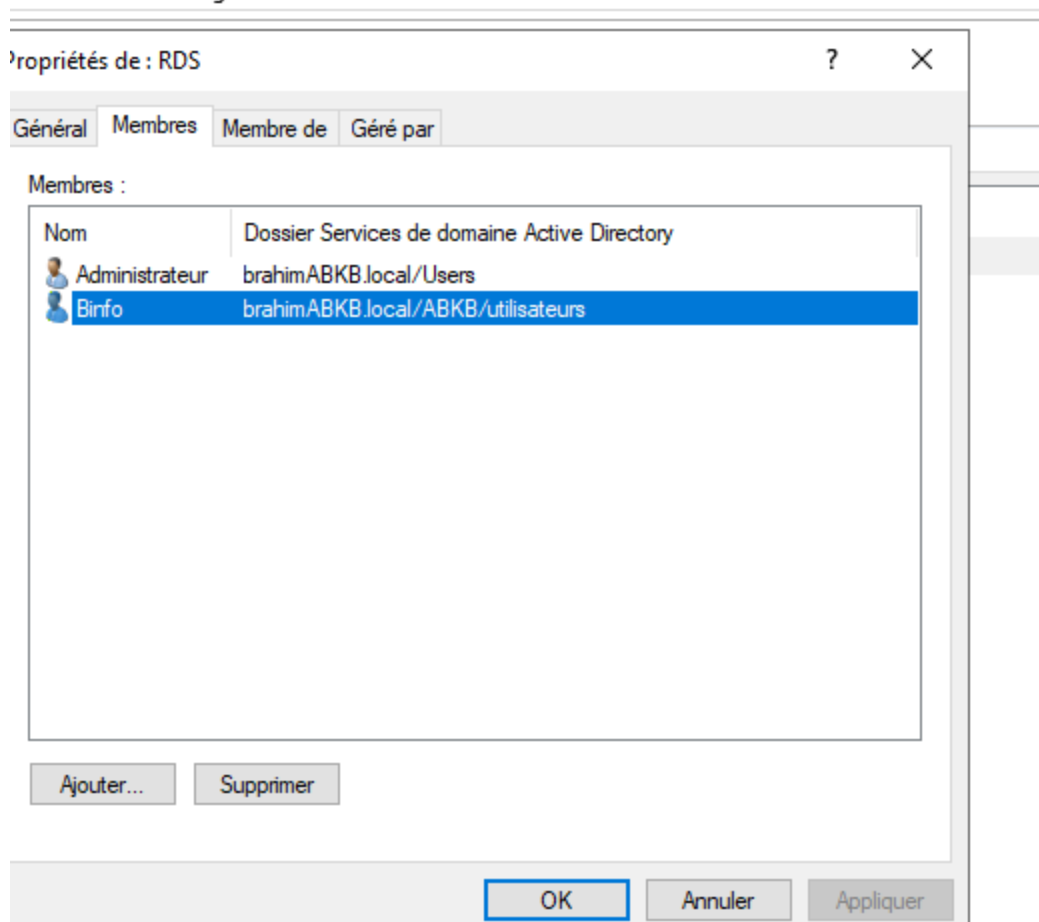 Propriétés de : RDS ?
Général Membres Membre de Géré par
Membres :
Nom Dossier Services de domaine Active Directory
Administrateur brahimABKB.local/Users
Binfo brahimABKB.local/ABKB/utilisateurs
Ajouter... Supprimer
OK Annuler Appliquer